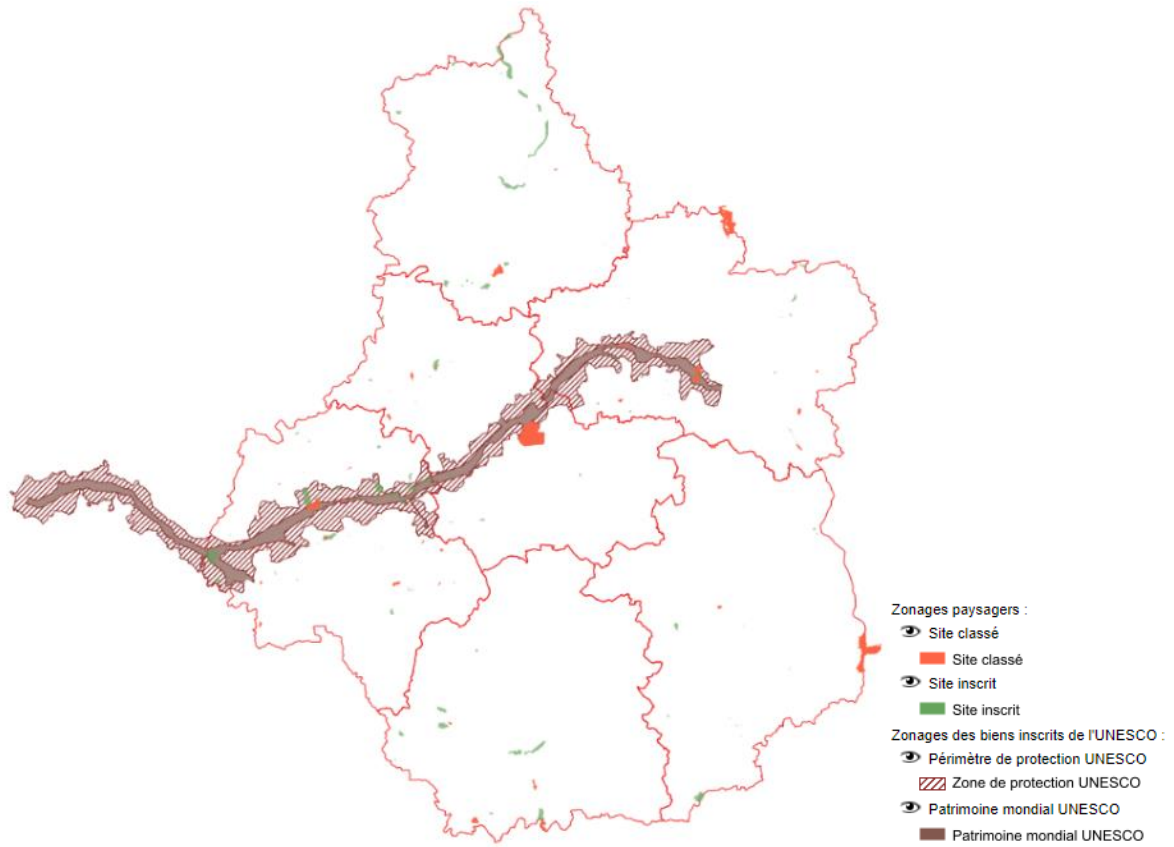 Zonages paysagers :
Site classé
Site classé
Site inscrit
Site inscrit
Zonages des biens inscrits de l'UNESCO :
Périmètre de protection UNESCO
Zone de protection UNESCO
Patrimoine mondial UNESCO
Patrimoine mondial UNESCO